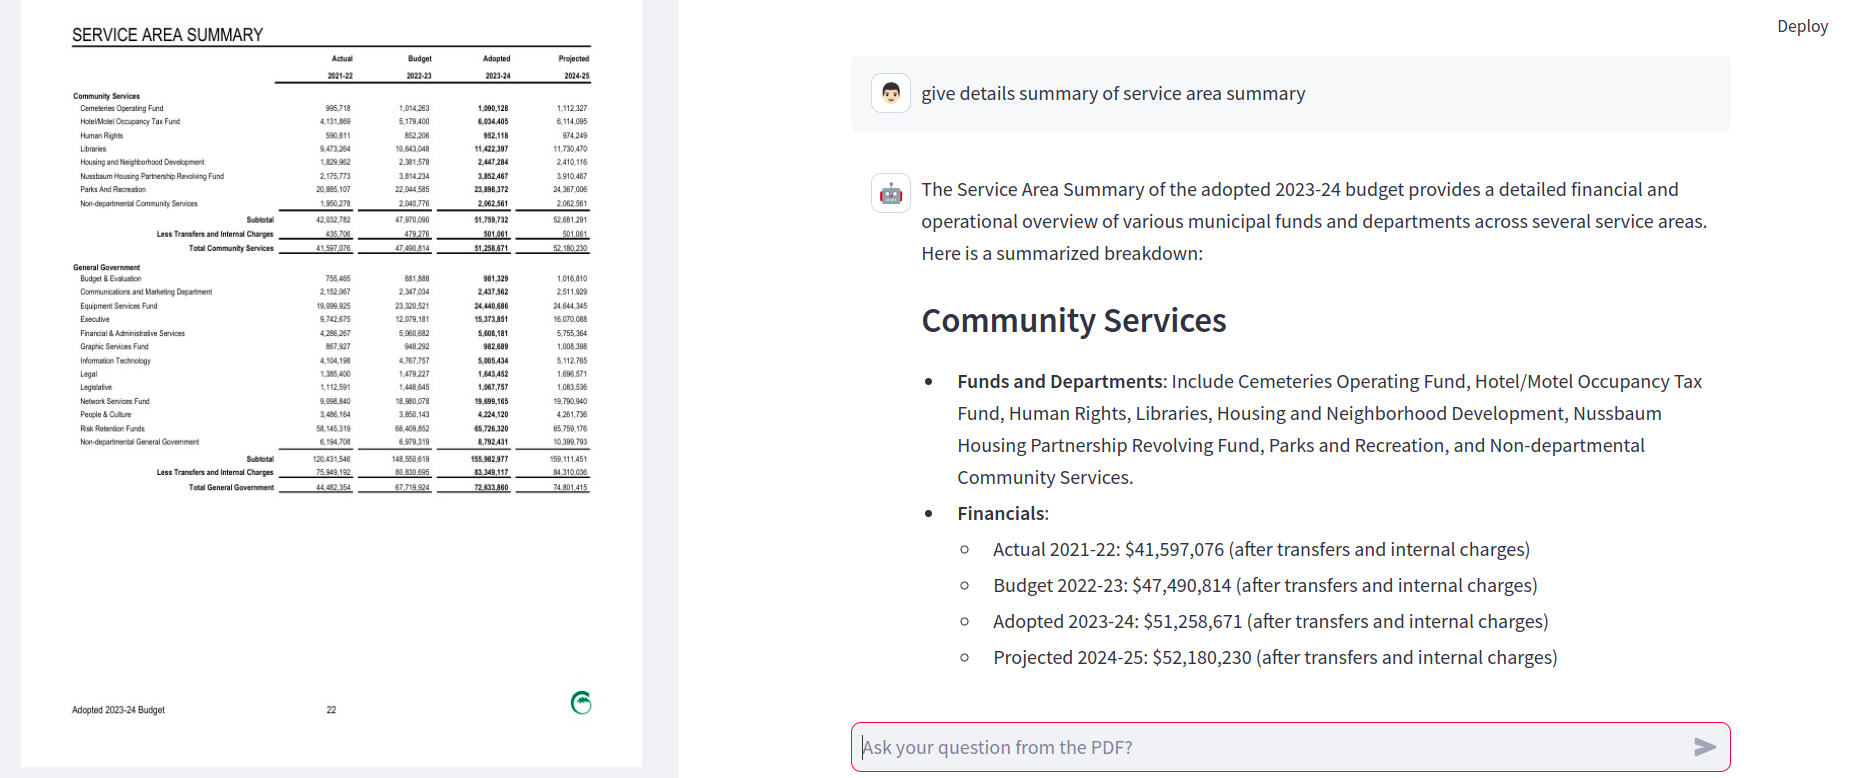 SERVICE AREA SUMMARY
Actual Budget Adopted Projected
2021-22 2022-23 2023-24 2024-25
Community Services
Cemeteries Operating Fund 995,718 1,014,263 1,090,128 1,112,327
Hotel/Motel Occupancy Tax Fund 4,131,869 5,179,400 6,034,405 6,114,095
Human Rights 590,811 852,206 952,118 974,249
Libraries 9,473,264 10,643,048 11,422,397 11,730,470
Housing and Neighborhood Development 1,829,962 2,381,578 2,447,284 2,410,116
Nussbaum Housing Partnership Revolving Fund 2,175,773 3,814,234 3,852,467 3,910,467
Parks And Recreation 20,885,107 22,044,585 23,898,372 24,367,006
Non-departmental Community Services 1,950,278 2,040,776 2,062,561 2,062,561
Subtotal 42,032,782 47,970,090 51,759,732 52,681,291
Less Transfers and Internal Charges 435,706 479,276 501,061 501,061
Total Community Services 41,597,076 47,490,814 51,258,671 52,180,230
General Government
Budget & Evaluation 755,465 881,888 981,329 1,016,810
Communications and Marketing Department 2,152,067 2,347,034 2,437,562 2,511,929
Equipment Services Fund 19,099,925 23,320,521 24,440,686 24,644,345
Executive 9,742,675 12,079,181 15,373,851 16,070,088
Financial & Administrative Services 4,286,267 5,060,682 5,608,181 5,755,364
Graphic Services Fund 867,927 948,292 982,689 1,008,398
Information Technology 4,104,198 4,767,757 5,005,434 5,112,765
Legal 1,385,400 1,479,227 1,643,452 1,696,571
Legislative 1,112,591 1,446,645 1,067,757 1,083,536
Network Services Fund 9,098,840 18,980,078 19,699,165 19,790,940
People & Culture 3,486,164 3,850,143 4,224,120 4,261,736
Risk Retention Funds 58,145,319 66,409,852 65,726,320 65,759,176
Non-departmental General Government 6,194,708 6,979,319 8,792,431 10,399,793
Subtotal 120,431,546 148,550,619 155,982,977 159,111,451
Less Transfers and Internal Charges 75,949,192 80,830,695 83,349,117 84,310,036
Total General Government 44,482,354 67,719,924 72,633,860 74,801,415
Adopted 2023-24 Budget 22
Deploy
give details summary of service area summary
The Service Area Summary of the adopted 2023-24 budget provides a detailed financial and
operational overview of various municipal funds and departments across several service areas.
Here is a summarized breakdown:
Community Services
• Funds and Departments: Include Cemeteries Operating Fund, Hotel/Motel Occupancy Tax
Fund, Human Rights, Libraries, Housing and Neighborhood Development, Nussbaum
Housing Partnership Revolving Fund, Parks and Recreation, and Non-departmental
Community Services.
• Financials:
○ Actual 2021-22: $41,597,076 (after transfers and internal charges)
○ Budget 2022-23: $47,490,814 (after transfers and internal charges)
○ Adopted 2023-24: $51,258,671 (after transfers and internal charges)
○ Projected 2024-25: $52,180,230 (after transfers and internal charges)
Ask your question from the PDF?